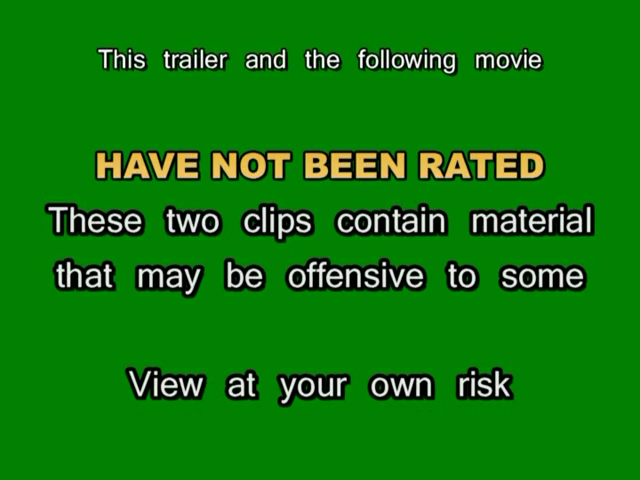 This trailer and the following movie
HAVE NOT BEEN RATED
These two clips contain material
that may be offensive to some
View at your own risk